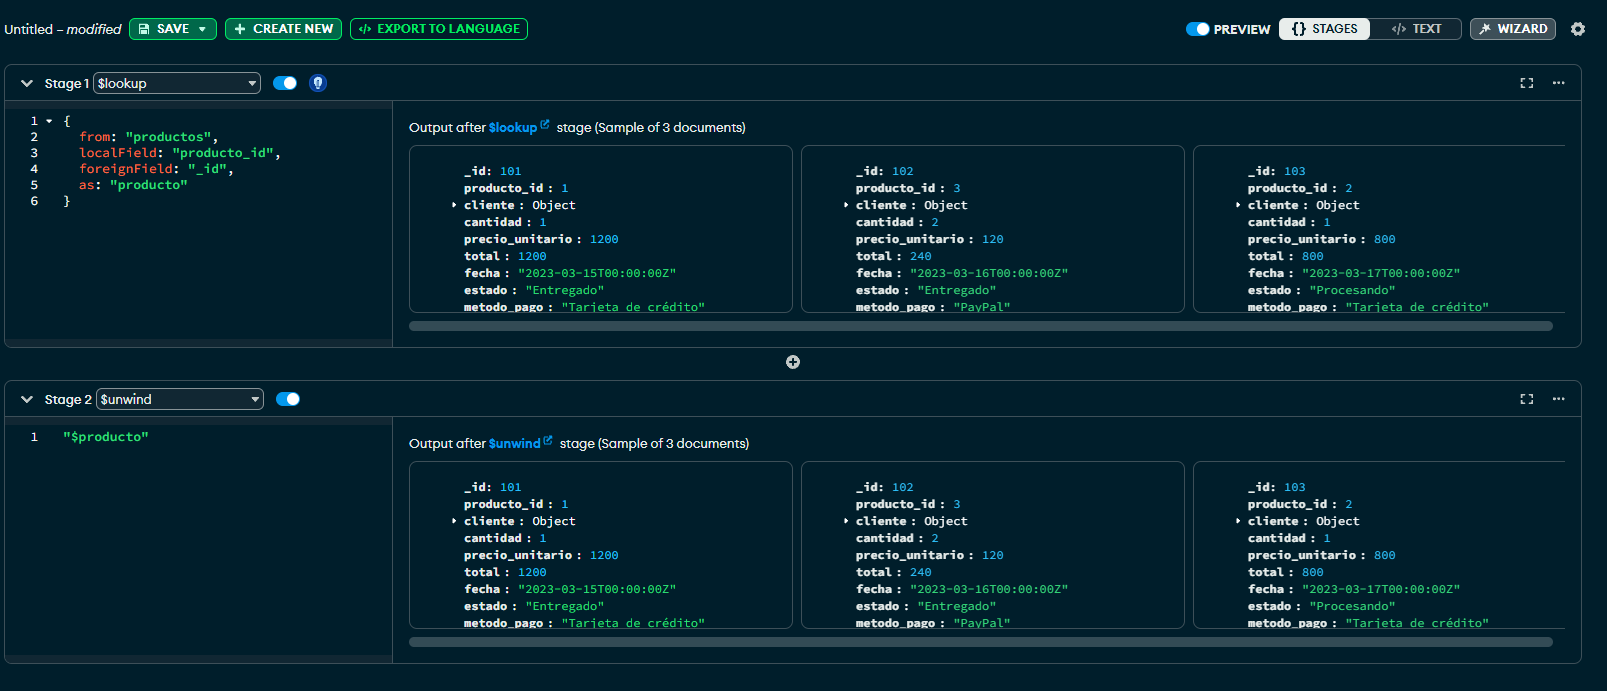 Untitled – modified SAVE CREATE NEW </> EXPORT TO LANGUAGE PREVIEW {} STAGES </> TEXT WIZARD
Stage 1 $lookup
1 {
2 from: "productos",
3 localField: "producto_id",
4 foreignField: "_id",
5 as: "producto"
6 }
Output after $lookup stage (Sample of 3 documents)
_id: 101
producto_id : 1
cliente : Object
cantidad : 1
precio_unitario : 1200
total : 1200
fecha : "2023-03-15T00:00:00Z"
estado : "Entregado"
metodo_pago : "Tarjeta de crédito"
_id: 102
producto_id : 3
cliente : Object
cantidad : 2
precio_unitario : 120
total : 240
fecha : "2023-03-16T00:00:00Z"
estado : "Entregado"
metodo_pago : "PayPal"
_id: 103
producto_id : 2
cliente : Object
cantidad : 1
precio_unitario : 800
total : 800
fecha : "2023-03-17T00:00:00Z"
estado : "Procesando"
metodo_pago : "Tarjeta de crédito"
Stage 2 $unwind
1 "$producto"
Output after $unwind stage (Sample of 3 documents)
_id: 101
producto_id : 1
cliente : Object
cantidad : 1
precio_unitario : 1200
total : 1200
fecha : "2023-03-15T00:00:00Z"
estado : "Entregado"
metodo_pago : "Tarjeta de crédito"
_id: 102
producto_id : 3
cliente : Object
cantidad : 2
precio_unitario : 120
total : 240
fecha : "2023-03-16T00:00:00Z"
estado : "Entregado"
metodo_pago : "PayPal"
_id: 103
producto_id : 2
cliente : Object
cantidad : 1
precio_unitario : 800
total : 800
fecha : "2023-03-17T00:00:00Z"
estado : "Procesando"
metodo_pago : "Tarjeta de crédito"